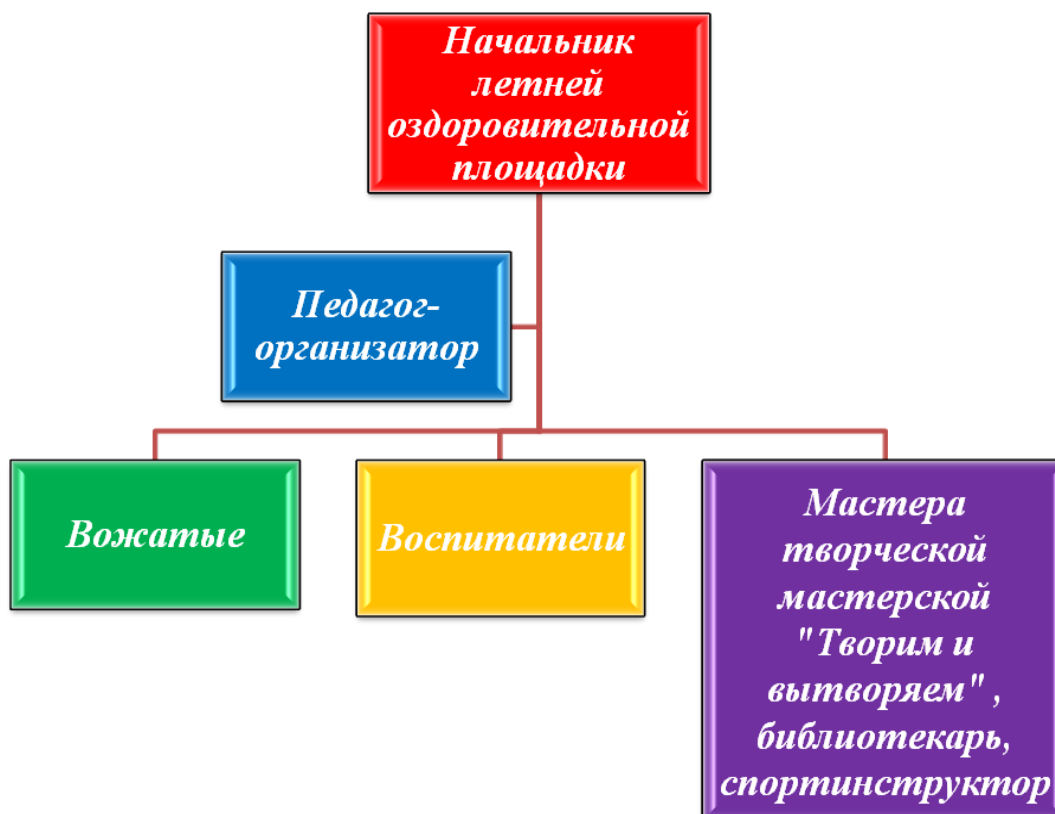 Начальник
летней
оздоровительной
площадки
Педагог-
организатор
Вожатые
Воспитатели
Мастера
творческой
мастерской
"Творим и
вытворяем" ,
библиотекарь,
спортинструктор